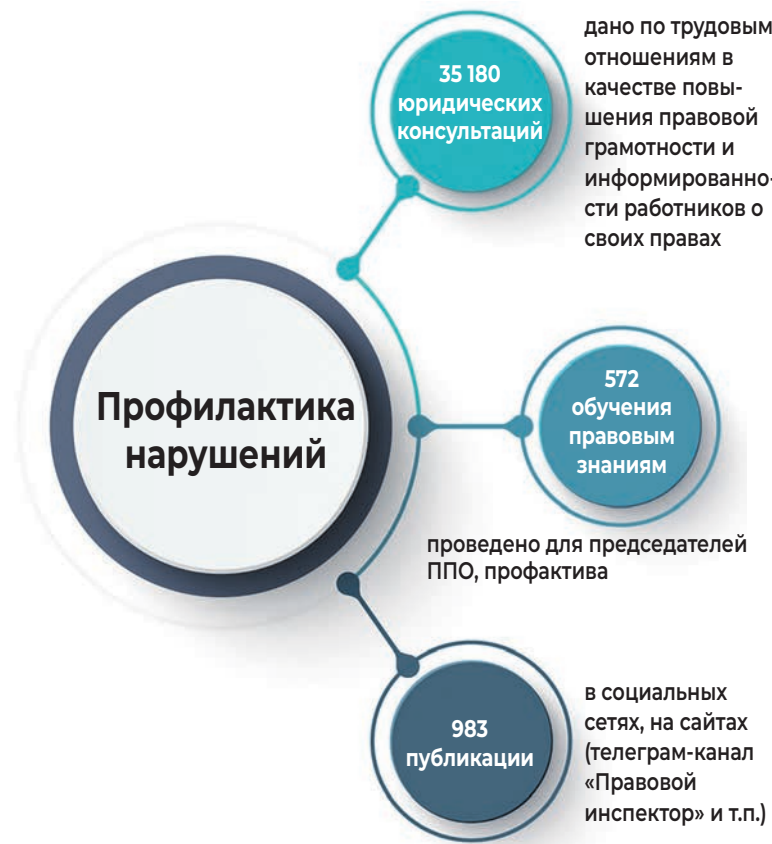 35 180
юридических
консультаций
дано по трудовым
отношениям в
качестве повы-
шения правовой
грамотности и
информированно-
сти работников о
своих правах
Профилактика
нарушений
572
обучения
правовым
знаниям
проведено для председателей
ППО, профактива
983
публикации
в социальных
сетях, на сайтах
(телеграм-канал
«Правовой
инспектор» и т.п.)